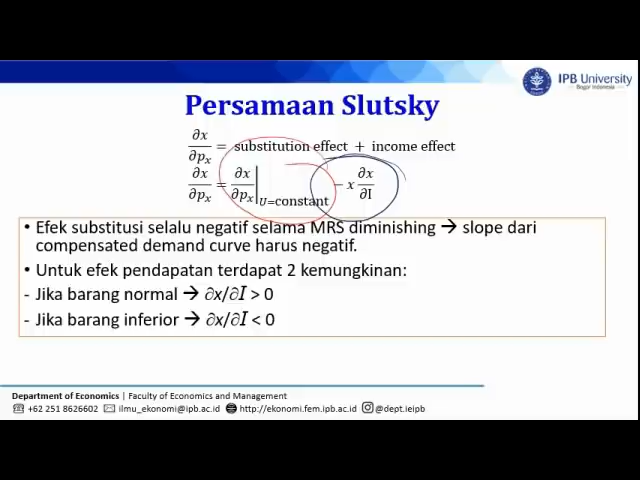 IPB University
Bogor Indonesia
Persamaan Slutsky
∂x/∂pₓ = substitution effect + income effect
∂x/∂pₓ = ∂x/∂pₓ |U=constant − x ∂x/∂I
• Efek substitusi selalu negatif selama MRS diminishing → slope dari
compensated demand curve harus negatif.
• Untuk efek pendapatan terdapat 2 kemungkinan:
- Jika barang normal → ∂x/∂I > 0
- Jika barang inferior → ∂x/∂I < 0
Department of Economics | Faculty of Economics and Management
+62 251 8626602 ilmu_ekonomi@ipb.ac.id http://ekonomi.fem.ipb.ac.id @dept.ieipb